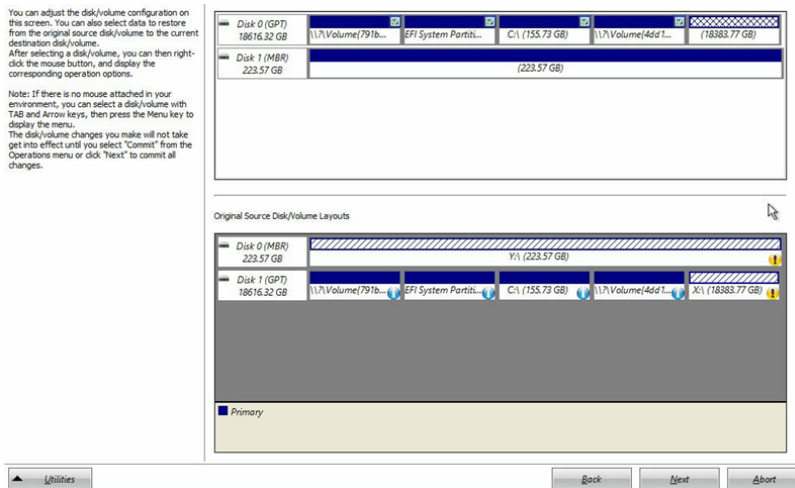 You can adjust the disk/volume configuration on
this screen. You can also select data to restore
from the original source disk/volume to the current
destination disk/volume.
After selecting a disk/volume, you can then right-
click the mouse button, and display the
corresponding operation options.
Note: If there is no mouse attached in your
environment, you can select a disk/volume with
TAB and Arrow keys, then press the Menu key to
display the menu.
The disk/volume changes you make will not take
get into effect until you select "Commit" from the
Operations menu or click "Next" to commit all
changes.
Disk 0 (GPT)
18616.32 GB
\\?\Volume{791b...
EFI System Partiti...
C:\ (155.73 GB)
\\?\Volume{4dd1...
(18383.77 GB)
Disk 1 (MBR)
223.57 GB
(223.57 GB)
Original Source Disk/Volume Layouts
Disk 0 (MBR)
223.57 GB
Y:\ (223.57 GB)
Disk 1 (GPT)
18616.32 GB
\\?\Volume{791b...
EFI System Partiti...
C:\ (155.73 GB)
\\?\Volume{4dd1...
X:\ (18383.77 GB)
Primary
Utilities
Back
Next
Abort